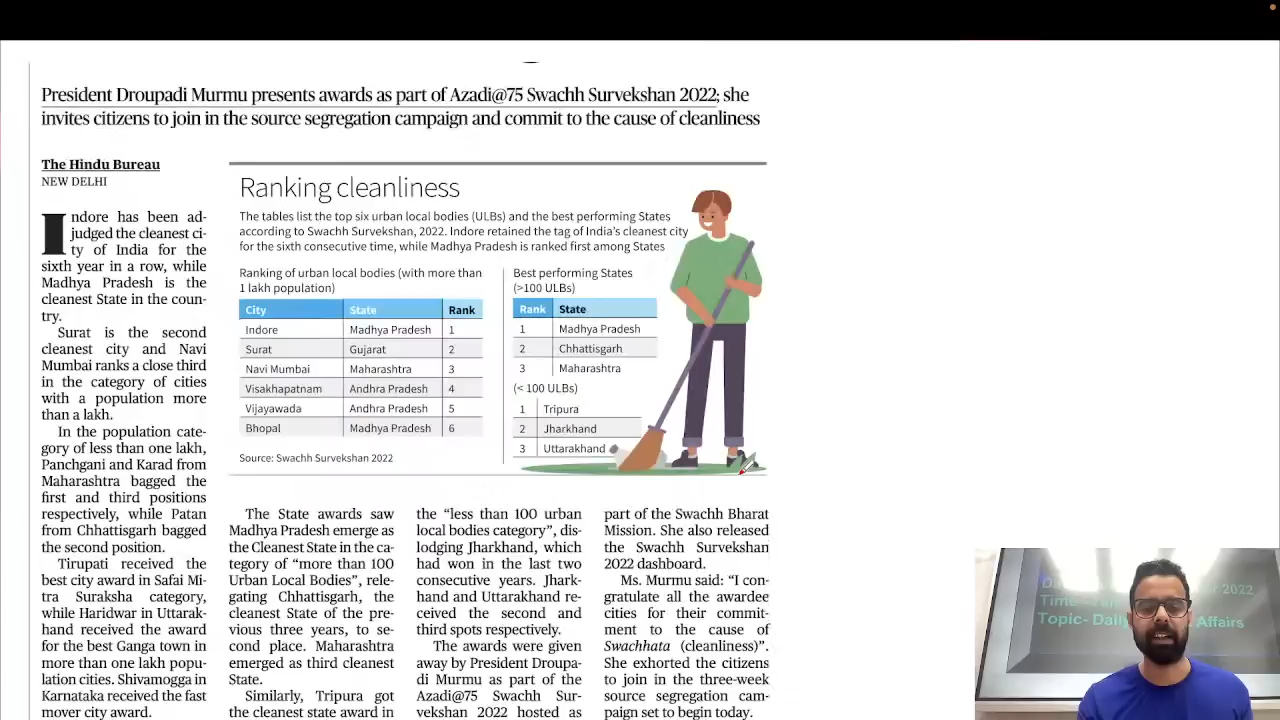 President Droupadi Murmu presents awards as part of Azadi@75 Swachh Survekshan 2022; she
invites citizens to join in the source segregation campaign and commit to the cause of cleanliness
The Hindu Bureau
NEW DELHI
Indore has been ad-
judged the cleanest ci-
ty of India for the
sixth year in a row, while
Madhya Pradesh is the
cleanest State in the coun-
try.
Surat is the second
cleanest city and Navi
Mumbai ranks a close third
in the category of cities
with a population more
than a lakh.
In the population cate-
gory of less than one lakh,
Panchgani and Karad from
Maharashtra bagged the
first and third positions
respectively, while Patan
from Chhattisgarh bagged
the second position.
Tirupati received the
best city award in Safai Mi-
tra Suraksha category,
while Haridwar in Uttarak-
hand received the award
for the best Ganga town in
more than one lakh popu-
lation cities. Shivamogga in
Karnataka received the fast
mover city award.
Ranking cleanliness
The tables list the top six urban local bodies (ULBs) and the best performing States
according to Swachh Survekshan, 2022. Indore retained the tag of India's cleanest city
for the sixth consecutive time, while Madhya Pradesh is ranked first among States
Ranking of urban local bodies (with more than
1 lakh population)
City State Rank
Indore Madhya Pradesh 1
Surat Gujarat 2
Navi Mumbai Maharashtra 3
Visakhapatnam Andhra Pradesh 4
Vijayawada Andhra Pradesh 5
Bhopal Madhya Pradesh 6
Source: Swachh Survekshan 2022
Best performing States
(>100 ULBs)
Rank State
1 Madhya Pradesh
2 Chhattisgarh
3 Maharashtra
(< 100 ULBs)
1 Tripura
2 Jharkhand
3 Uttarakhand
The State awards saw
Madhya Pradesh emerge as
the Cleanest State in the ca-
tegory of "more than 100
Urban Local Bodies", rele-
gating Chhattisgarh, the
cleanest State of the pre-
vious three years, to se-
cond place. Maharashtra
emerged as third cleanest
State.
Similarly, Tripura got
the cleanest state award in
the "less than 100 urban
local bodies category", dis-
lodging Jharkhand, which
had won in the last two
consecutive years. Jhark-
hand and Uttarakhand re-
ceived the second and
third spots respectively.
The awards were given
away by President Droupa-
di Murmu as part of the
Azadi@75 Swachh Sur-
vekshan 2022 hosted as
part of the Swachh Bharat
Mission. She also released
the Swachh Survekshan
2022 dashboard.
Ms. Murmu said: "I con-
gratulate all the awardee
cities for their commit-
ment to the cause of
Swachhata (cleanliness)".
She exhorted the citizens
to join in the three-week
source segregation cam-
paign set to begin today.
2022
Time
Topic- Affairs